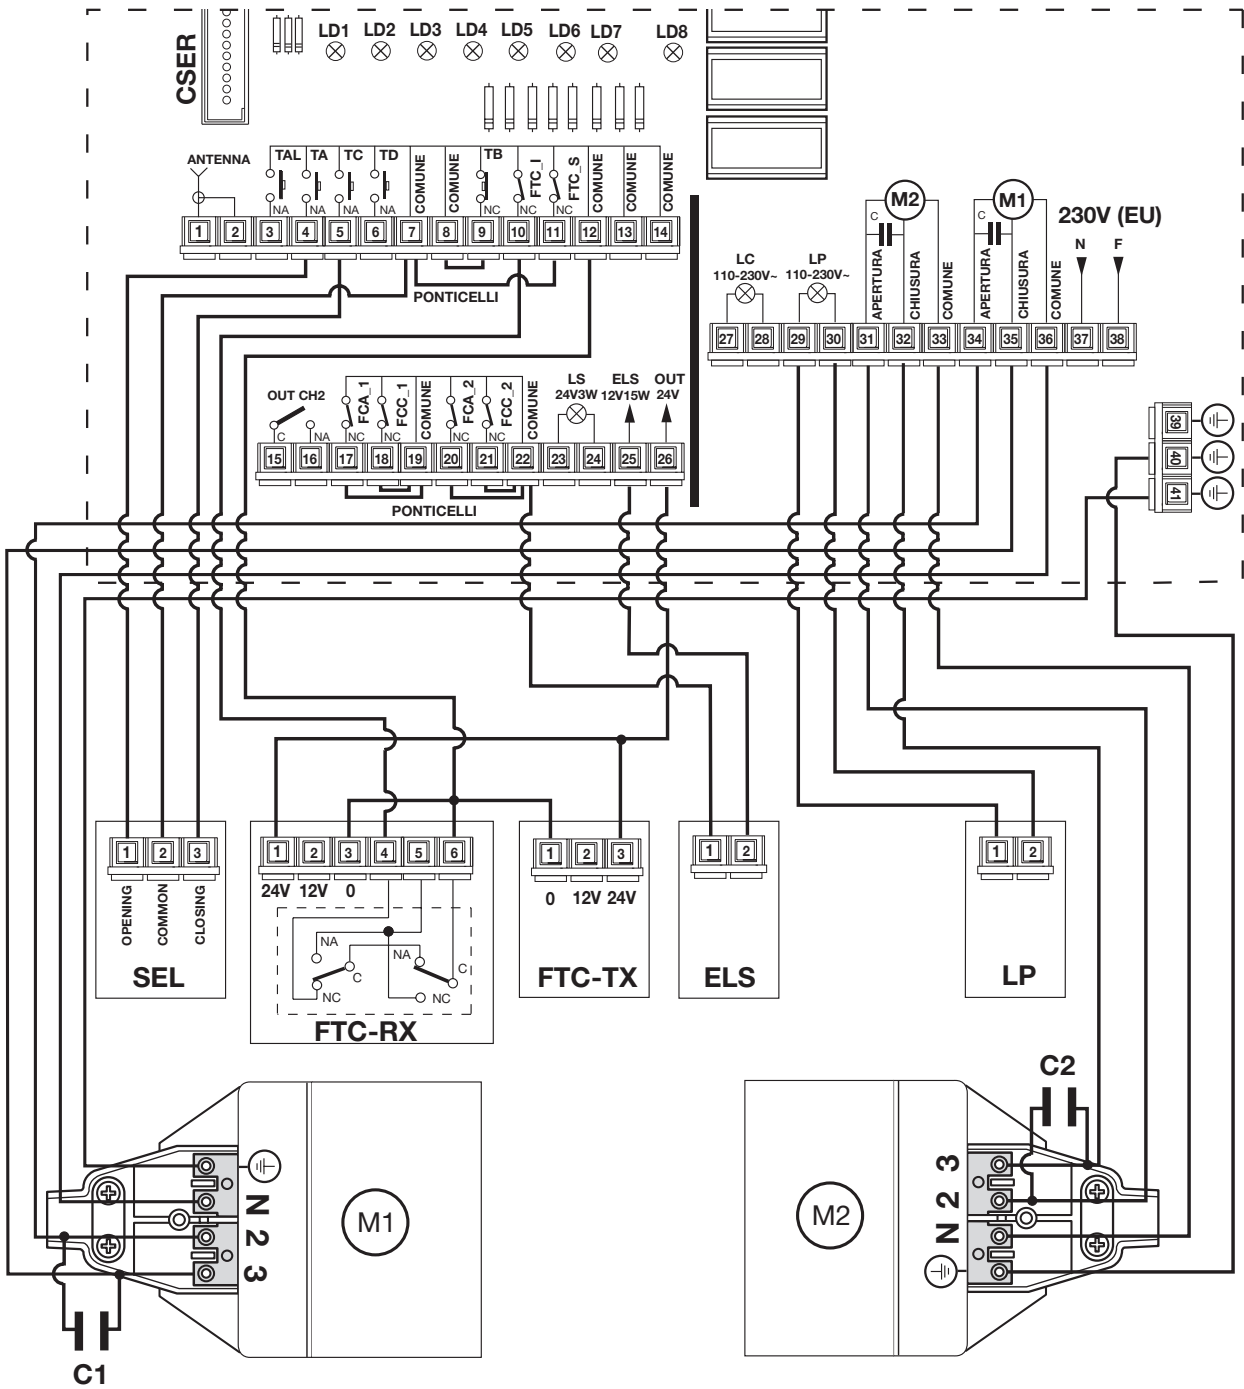 CSER
LD1 LD2 LD3 LD4 LD5 LD6 LD7 LD8
ANTENNA TAL TA TC TD COMUNE COMUNE TB FTC_I FTC_S COMUNE COMUNE COMUNE
NA NA NA NA NC NC NC
1 2 3 4 5 6 7 8 9 10 11 12 13 14
PONTICELLI
M2 M1
C C
230V (EU)
N F
LC
110-230V~
LP
110-230V~
APERTURA CHIUSURA COMUNE APERTURA CHIUSURA COMUNE
27 28 29 30 31 32 33 34 35 36 37 38
OUT CH2 FCA_1 FCC_1 COMUNE FCA_2 FCC_2 COMUNE
LS
24V3W
ELS
12V15W
OUT
24V
C NA NC NC NC NC
15 16 17 18 19 20 21 22 23 24 25 26
PONTICELLI
39
40
41
1 2 3
OPENING COMMON CLOSING
SEL
1 2 3 4 5 6
24V 12V 0
NA C NC NA C NC
FTC-RX
1 2 3
0 12V 24V
FTC-TX
1 2
ELS
1 2
LP
N 2 3
M1
C1
C2
3 2 N
M2